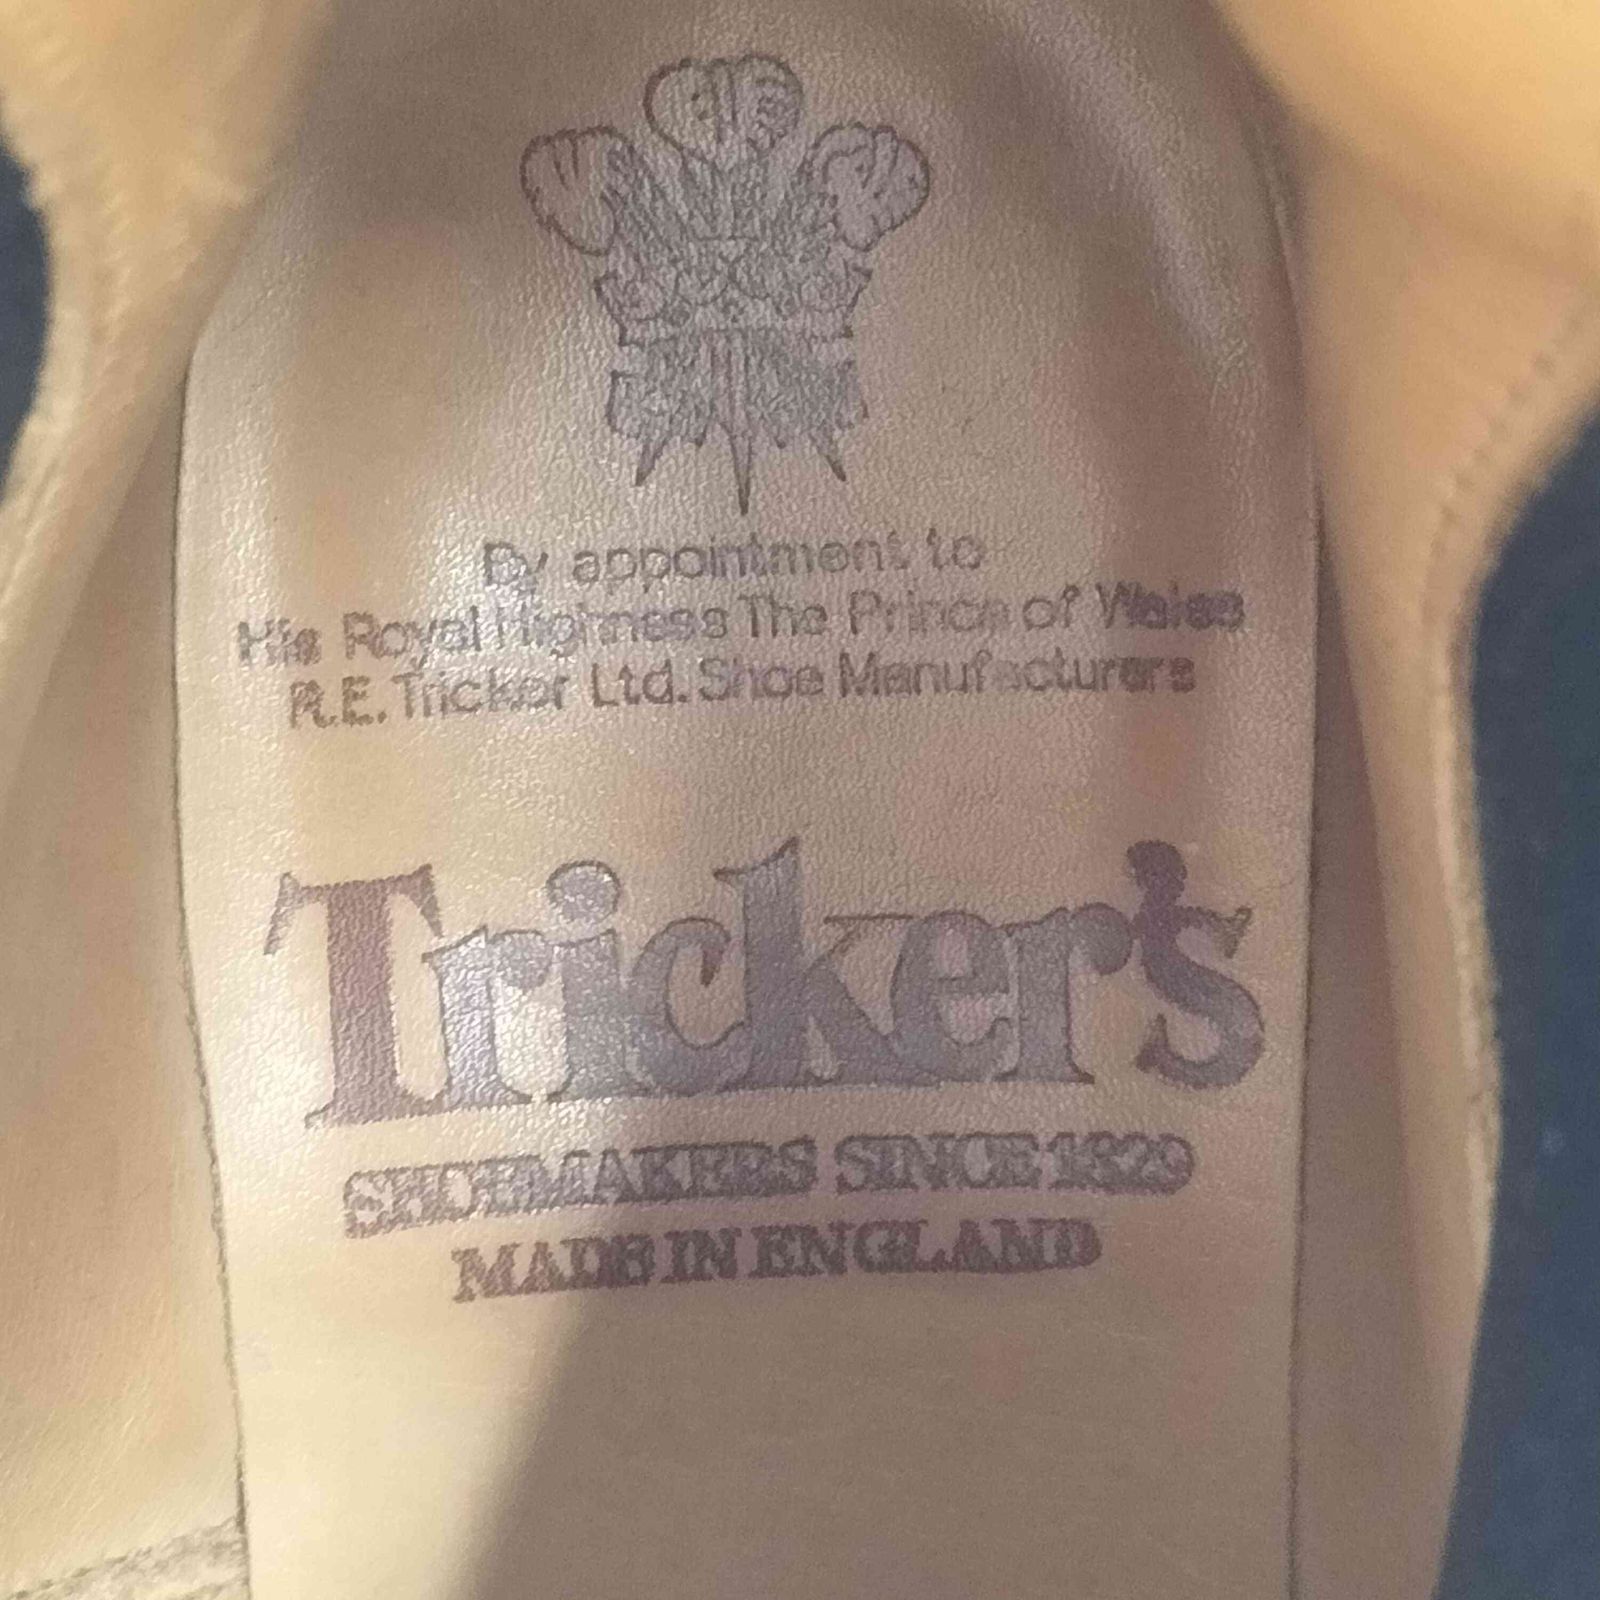 By appointment to
His Royal Highness The Prince of Wales
R.E. Tricker Ltd. Shoe Manufacturers
Tricker's
SHOEMAKERS SINCE 1829
MADE IN ENGLAND